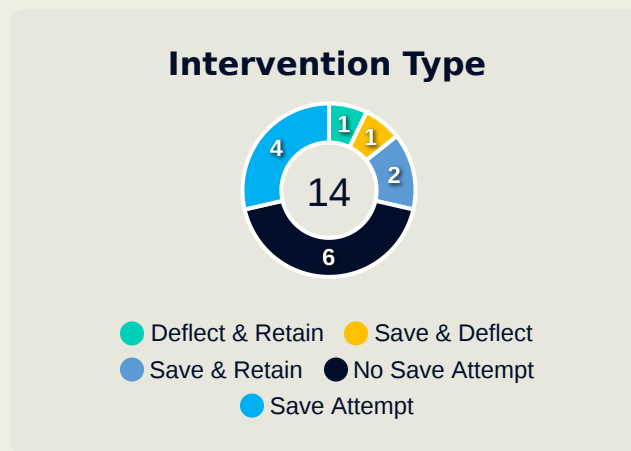 Intervention Type
1
1
4
2
14
6
Deflect & Retain Save & Deflect
Save & Retain No Save Attempt
Save Attempt